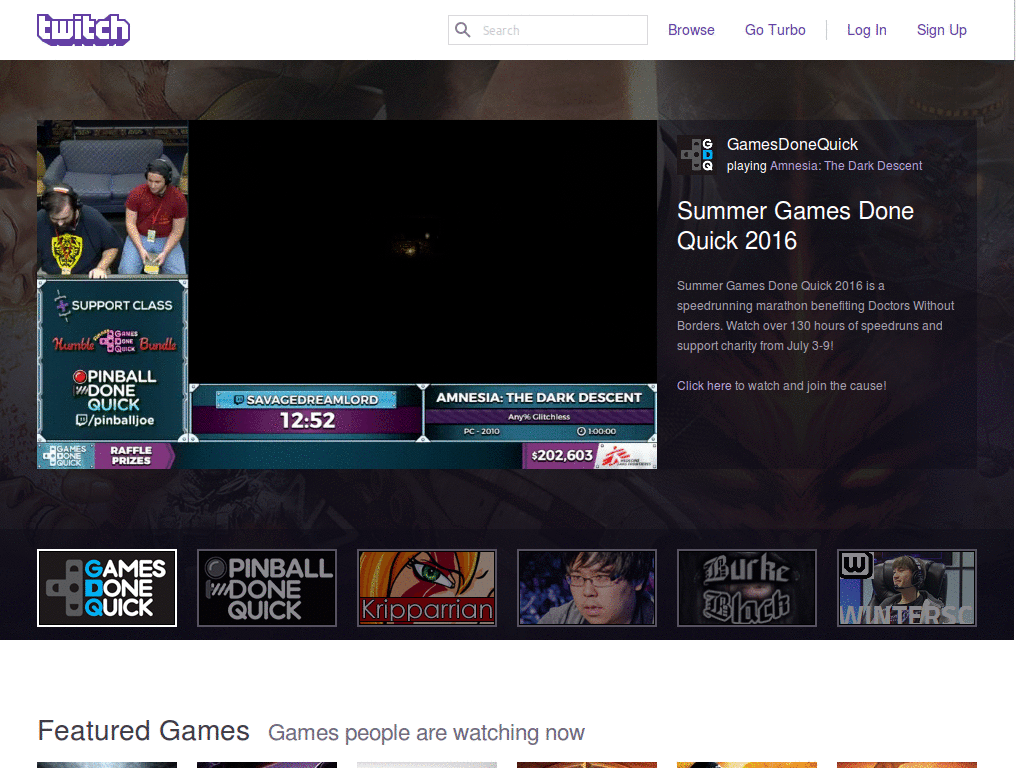 twitch
Search
Browse
Go Turbo
Log In
Sign Up
SUPPORT CLASS
Humble GAMES DONE QUICK Bundle
PINBALL
DONE
QUICK
/pinballjoe
GAMES
DONE
QUICK
RAFFLE
PRIZES
SAVAGEDREAMLORD
12:52
AMNESIA: THE DARK DESCENT
Any% Glitchless
PC - 2010
1:00:00
$202,603
GDQ
GamesDoneQuick
playing Amnesia: The Dark Descent
Summer Games Done
Quick 2016
Summer Games Done Quick 2016 is a
speedrunning marathon benefiting Doctors Without
Borders. Watch over 130 hours of speedruns and
support charity from July 3-9!
Click here to watch and join the cause!
GAMES
DONE
QUICK
PINBALL
DONE
QUICK
Kripparrian
Burke
Black
W
WINTERSC
Featured Games
Games people are watching now